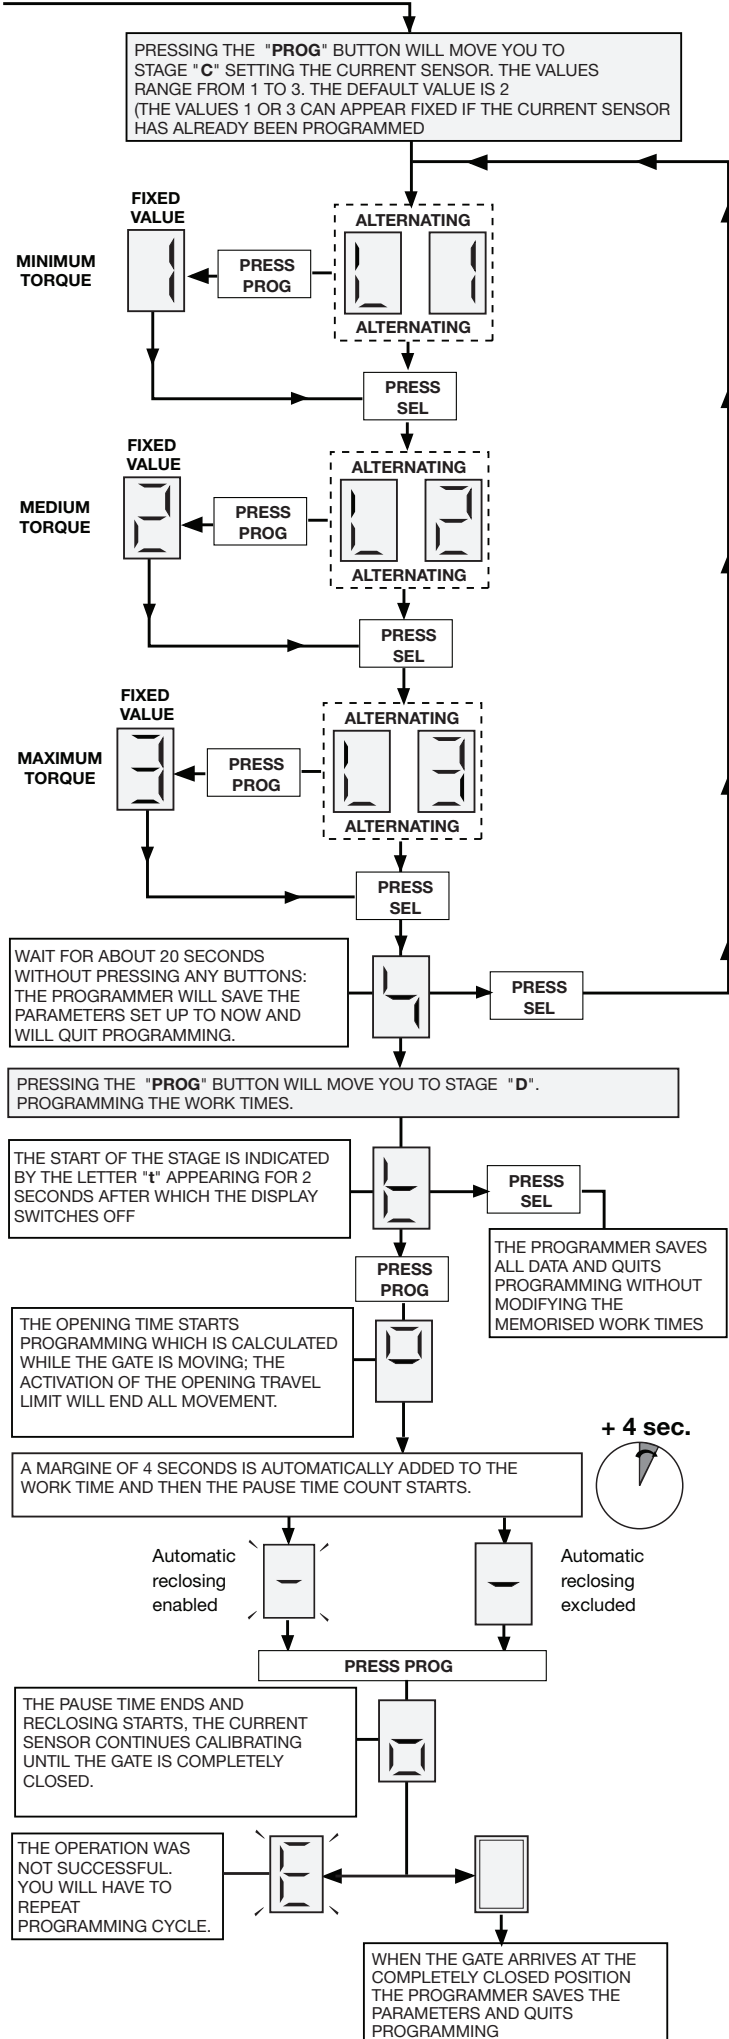 PRESSING THE "PROG" BUTTON WILL MOVE YOU TO
STAGE "C" SETTING THE CURRENT SENSOR. THE VALUES
RANGE FROM 1 TO 3. THE DEFAULT VALUE IS 2
(THE VALUES 1 OR 3 CAN APPEAR FIXED IF THE CURRENT SENSOR
HAS ALREADY BEEN PROGRAMMED
FIXED
VALUE
ALTERNATING
MINIMUM
TORQUE
1
PRESS
PROG
L 1
ALTERNATING
PRESS
SEL
FIXED
VALUE
ALTERNATING
MEDIUM
TORQUE
2
PRESS
PROG
L 2
ALTERNATING
PRESS
SEL
FIXED
VALUE
ALTERNATING
MAXIMUM
TORQUE
3
PRESS
PROG
L 3
ALTERNATING
PRESS
SEL
WAIT FOR ABOUT 20 SECONDS
WITHOUT PRESSING ANY BUTTONS:
THE PROGRAMMER WILL SAVE THE
PARAMETERS SET UP TO NOW AND
WILL QUIT PROGRAMMING.
4
PRESS
SEL
PRESSING THE "PROG" BUTTON WILL MOVE YOU TO STAGE "D".
PROGRAMMING THE WORK TIMES.
THE START OF THE STAGE IS INDICATED
BY THE LETTER "t" APPEARING FOR 2
SECONDS AFTER WHICH THE DISPLAY
SWITCHES OFF
t
PRESS
SEL
THE PROGRAMMER SAVES
ALL DATA AND QUITS
PROGRAMMING WITHOUT
MODIFYING THE
MEMORISED WORK TIMES
PRESS
PROG
THE OPENING TIME STARTS
PROGRAMMING WHICH IS CALCULATED
WHILE THE GATE IS MOVING; THE
ACTIVATION OF THE OPENING TRAVEL
LIMIT WILL END ALL MOVEMENT.
o
+ 4 sec.
A MARGINE OF 4 SECONDS IS AUTOMATICALLY ADDED TO THE
WORK TIME AND THEN THE PAUSE TIME COUNT STARTS.
Automatic
reclosing
enabled
-
-
Automatic
reclosing
excluded
PRESS PROG
THE PAUSE TIME ENDS AND
RECLOSING STARTS, THE CURRENT
SENSOR CONTINUES CALIBRATING
UNTIL THE GATE IS COMPLETELY
CLOSED.
o
THE OPERATION WAS
NOT SUCCESSFUL.
YOU WILL HAVE TO
REPEAT
PROGRAMMING CYCLE.
E
WHEN THE GATE ARRIVES AT THE
COMPLETELY CLOSED POSITION
THE PROGRAMMER SAVES THE
PARAMETERS AND QUITS
PROGRAMMING